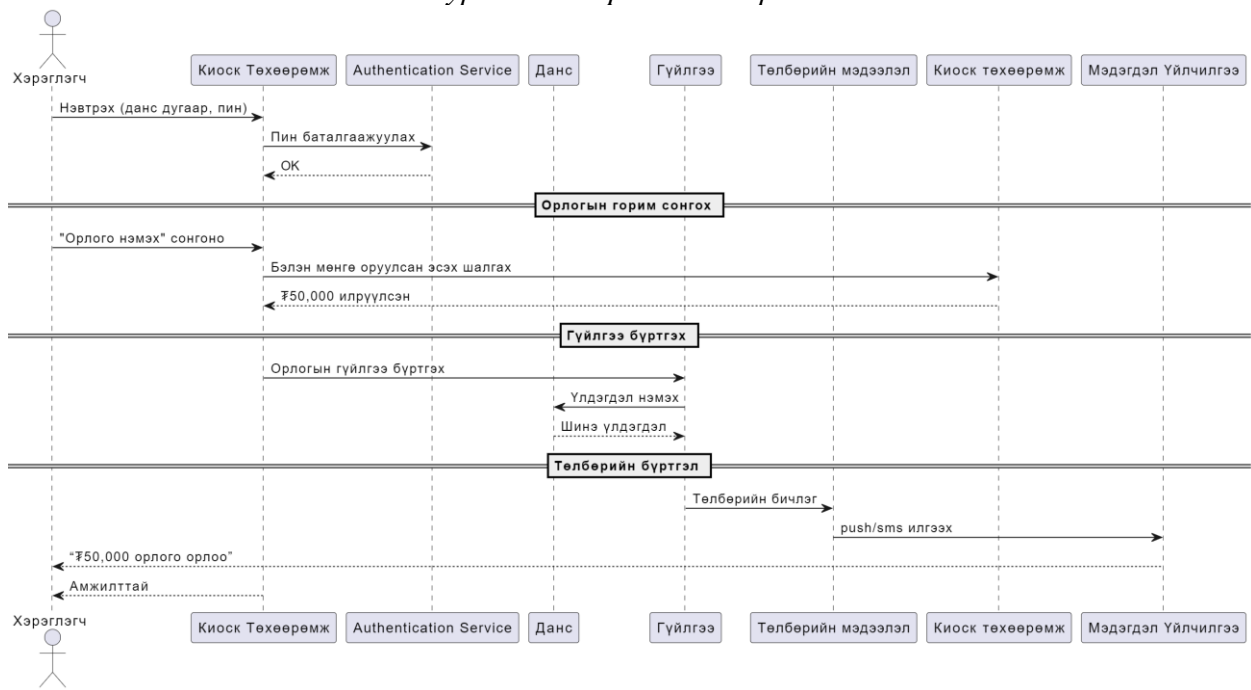 Хэрэглэгч
Киоск Төхөөрөмж
Authentication Service
Данс
Гүйлгээ
Төлбөрийн мэдээлэл
Киоск төхөөрөмж
Мэдэгдэл Үйлчилгээ
Нэвтрэх (данс дугаар, пин)
Пин баталгаажуулах
OK
Орлогын горим сонгох
"Орлого нэмэх" сонгоно
Бэлэн мөнгө оруулсан эсэх шалгах
₮50,000 илрүүлсэн
Гүйлгээ бүртгэх
Орлогын гүйлгээ бүртгэх
Үлдэгдэл нэмэх
Шинэ үлдэгдэл
Төлбөрийн бүртгэл
Төлбөрийн бичлэг
push/sms илгээх
“₮50,000 орлого орлоо”
Амжилттай
Хэрэглэгч
Киоск Төхөөрөмж
Authentication Service
Данс
Гүйлгээ
Төлбөрийн мэдээлэл
Киоск төхөөрөмж
Мэдэгдэл Үйлчилгээ